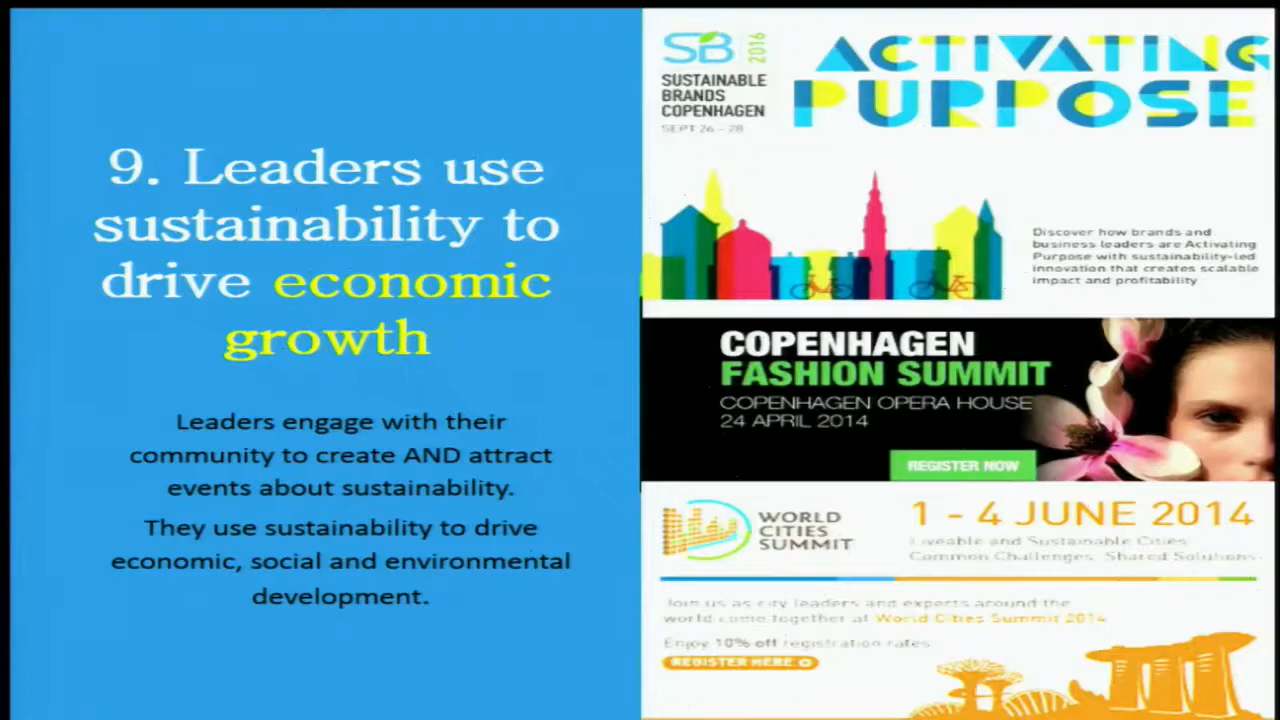 9. Leaders use
sustainability to
drive economic
growth
Leaders engage with their
community to create AND attract
events about sustainability.
They use sustainability to drive
economic, social and environmental
development.
SB 2016
SUSTAINABLE
BRANDS
COPENHAGEN
SEPT 26 – 28
ACTIVATING
PURPOSE
Discover how brands and
business leaders are Activating
Purpose with sustainability-led
innovation that creates scalable
impact and profitability
COPENHAGEN
FASHION SUMMIT
COPENHAGEN OPERA HOUSE
24 APRIL 2014
REGISTER NOW
WORLD
CITIES
SUMMIT
1 - 4 JUNE 2014
Liveable and Sustainable Cities
Common Challenges, Shared Solutions
Join us as city leaders and experts around the
world come together at World Cities Summit 2014
Enjoy 10% off registration rates
REGISTER HERE